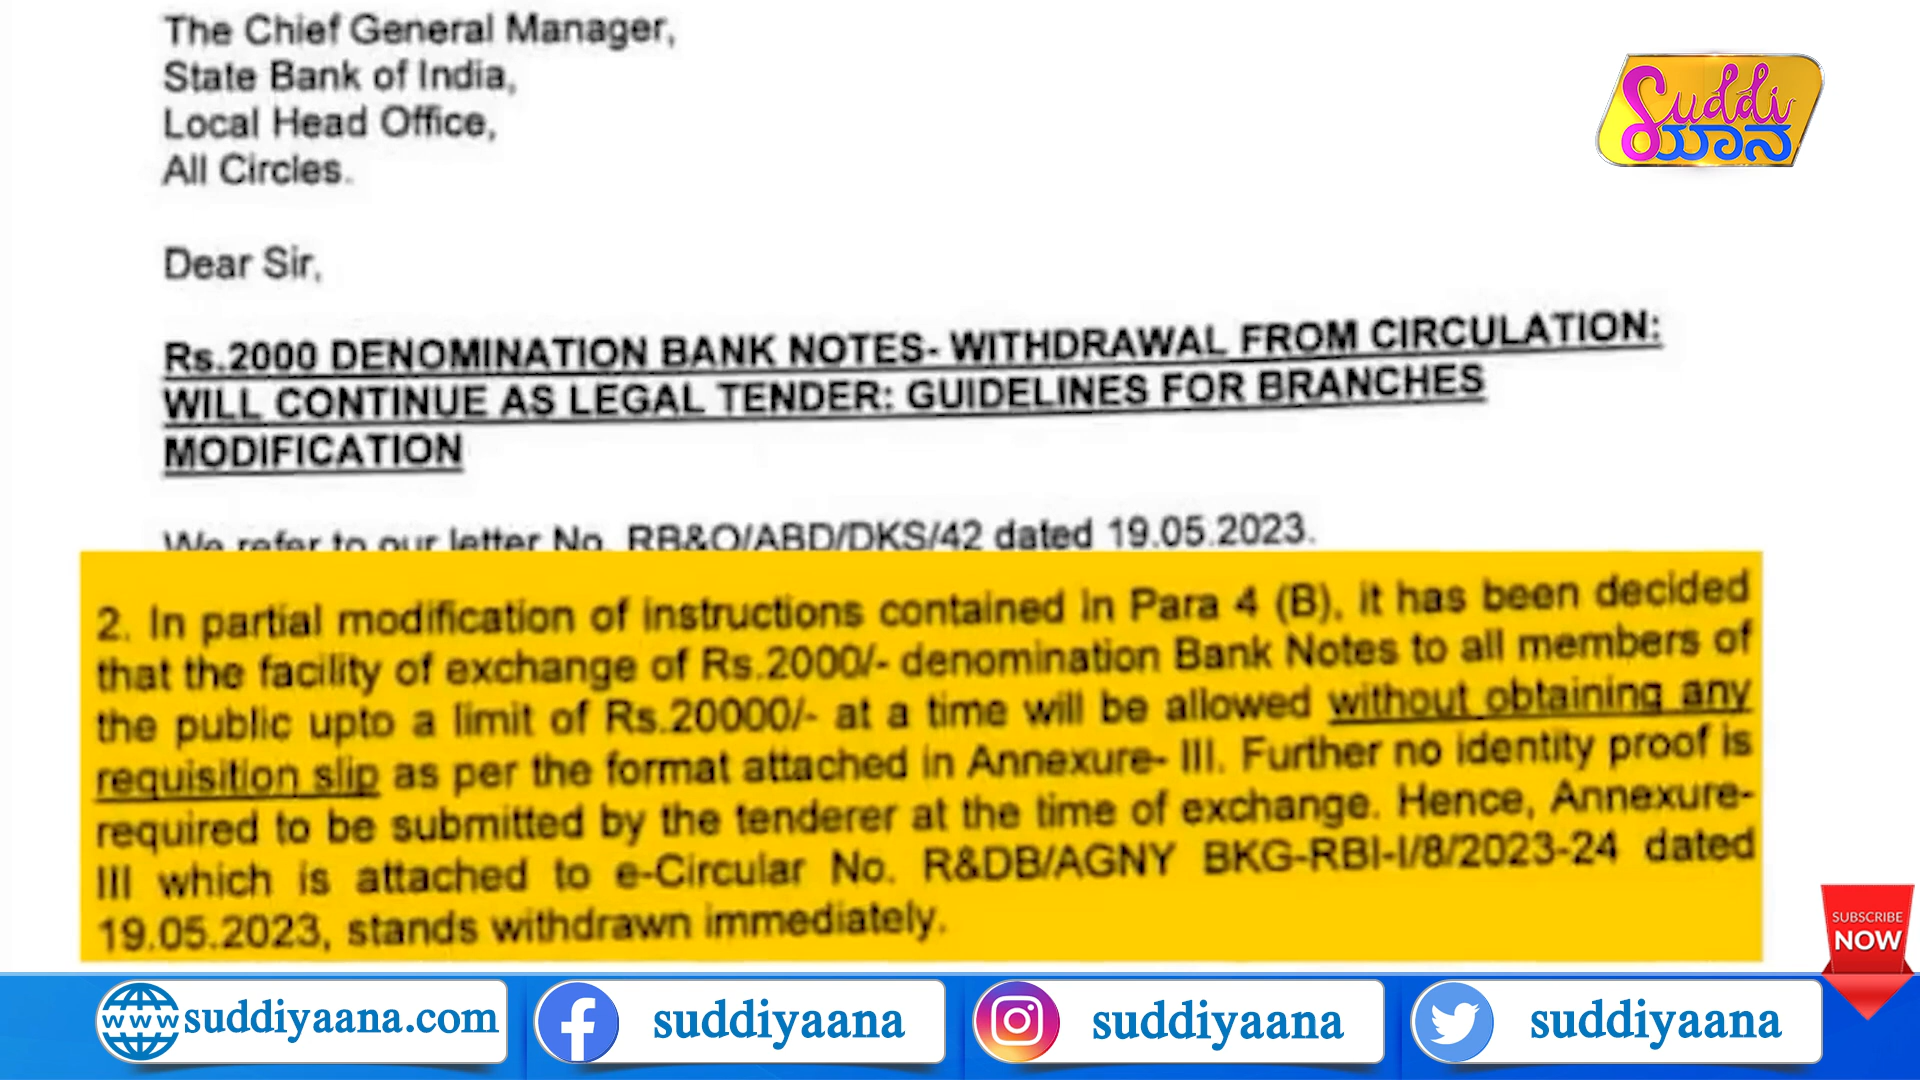 The Chief General Manager,
State Bank of India,
Local Head Office,
All Circles.
Suddi
ಯಾನ
Dear Sir,
Rs.2000 DENOMINATION BANK NOTES- WITHDRAWAL FROM CIRCULATION:
WILL CONTINUE AS LEGAL TENDER: GUIDELINES FOR BRANCHES
MODIFICATION
We refer to our letter No. RB&O/ABD/DKS/42 dated 19.05.2023.
2. In partial modification of instructions contained in Para 4 (B), it has been decided
that the facility of exchange of Rs.2000/- denomination Bank Notes to all members of
the public upto a limit of Rs.20000/- at a time will be allowed without obtaining any
requisition slip as per the format attached in Annexure- III. Further no identity proof is
required to be submitted by the tenderer at the time of exchange. Hence, Annexure-
III which is attached to e-Circular No. R&DB/AGNY BKG-RBI-I/8/2023-24 dated
19.05.2023, stands withdrawn immediately.
SUBSCRIBE
NOW
www suddiyaana.com
suddiyaana
suddiyaana
suddiyaana